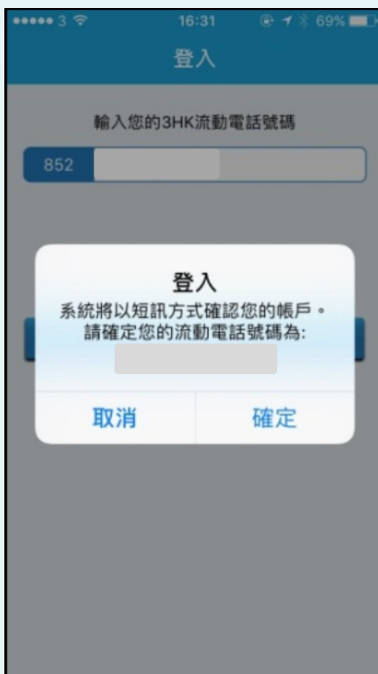 3 16:31 69%
登入
輸入您的3HK流動電話號碼
852
登入
系統將以短訊方式確認您的帳戶。
請確定您的流動電話號碼為:
取消 確定